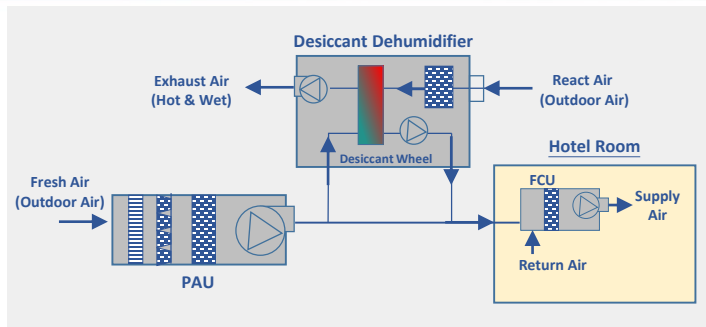 Desiccant Dehumidifier
Exhaust Air
(Hot & Wet)
React Air
(Outdoor Air)
Desiccant Wheel
Hotel Room
Fresh Air
(Outdoor Air)
FCU
Supply
Air
Return Air
PAU